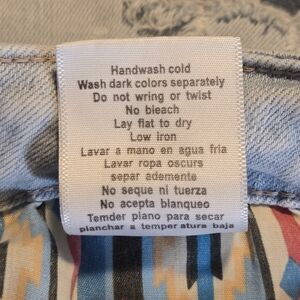 Handwash cold
Wash dark colors separately
Do not wring or twist
No bleach
Lay flat to dry
Low iron
Lavar a mano en agua fria
Lavar ropa oscurs
separ ademente
No seque ni tuerza
No acepta blanqueo
Temder plano para secar
planchar a temper atura baja